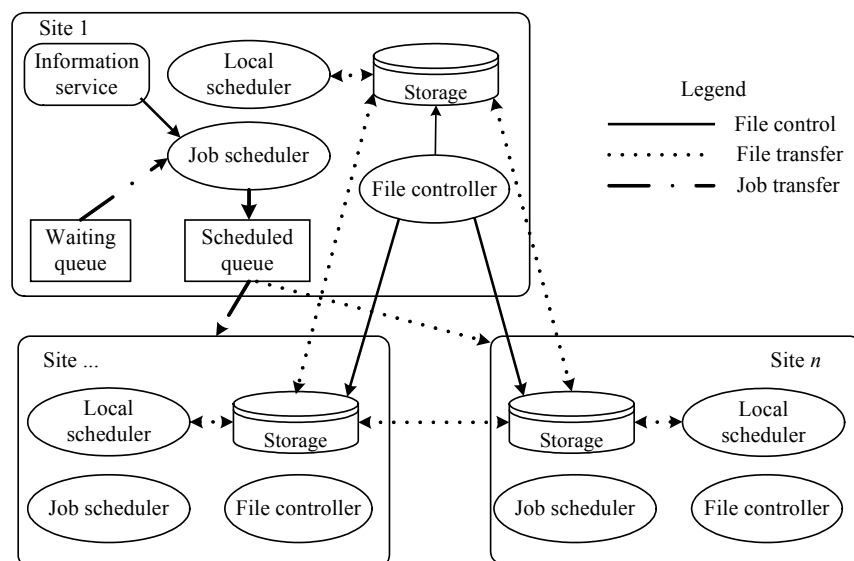 Site 1
Information
service
Local
scheduler
Storage
Job scheduler
File controller
Waiting
queue
Scheduled
queue
Legend
File control
File transfer
Job transfer
Site ...
Local
scheduler
Storage
Job scheduler
File controller
Site n
Storage
Local
scheduler
Job scheduler
File controller